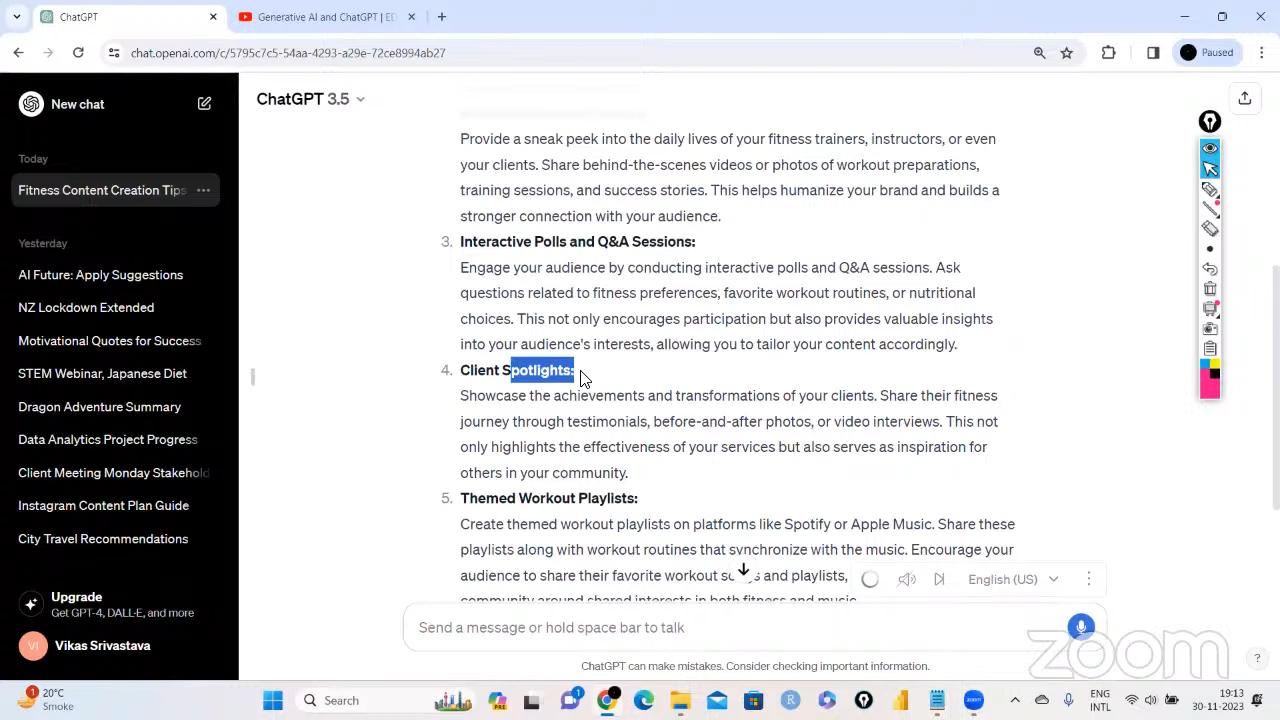 ChatGPT
Generative AI and ChatGPT | ED
chat.openai.com/c/5795c7c5-54aa-4293-a29e-72ce8994ab27
Paused
New chat
ChatGPT 3.5
Today
Fitness Content Creation Tips
Yesterday
AI Future: Apply Suggestions
NZ Lockdown Extended
Motivational Quotes for Success
STEM Webinar, Japanese Diet
Dragon Adventure Summary
Data Analytics Project Progress
Client Meeting Monday Stakehold
Instagram Content Plan Guide
City Travel Recommendations
Upgrade
Get GPT-4, DALL·E, and more
VI
Vikas Srivastava
Provide a sneak peek into the daily lives of your fitness trainers, instructors, or even
your clients. Share behind-the-scenes videos or photos of workout preparations,
training sessions, and success stories. This helps humanize your brand and builds a
stronger connection with your audience.
3. Interactive Polls and Q&A Sessions:
Engage your audience by conducting interactive polls and Q&A sessions. Ask
questions related to fitness preferences, favorite workout routines, or nutritional
choices. This not only encourages participation but also provides valuable insights
into your audience's interests, allowing you to tailor your content accordingly.
4. Client Spotlights:
Showcase the achievements and transformations of your clients. Share their fitness
journey through testimonials, before-and-after photos, or video interviews. This not
only highlights the effectiveness of your services but also serves as inspiration for
others in your community.
5. Themed Workout Playlists:
Create themed workout playlists on platforms like Spotify or Apple Music. Share these
playlists along with workout routines that synchronize with the music. Encourage your
audience to share their favorite workout and playlists,
community around shared interests in both fitness and music.
English (US)
Send a message or hold space bar to talk
ChatGPT can make mistakes. Consider checking important information.
?
zoom
1
20°C
Smoke
Search
PRE
1
R
ENG
INTL
19:13
30-11-2023